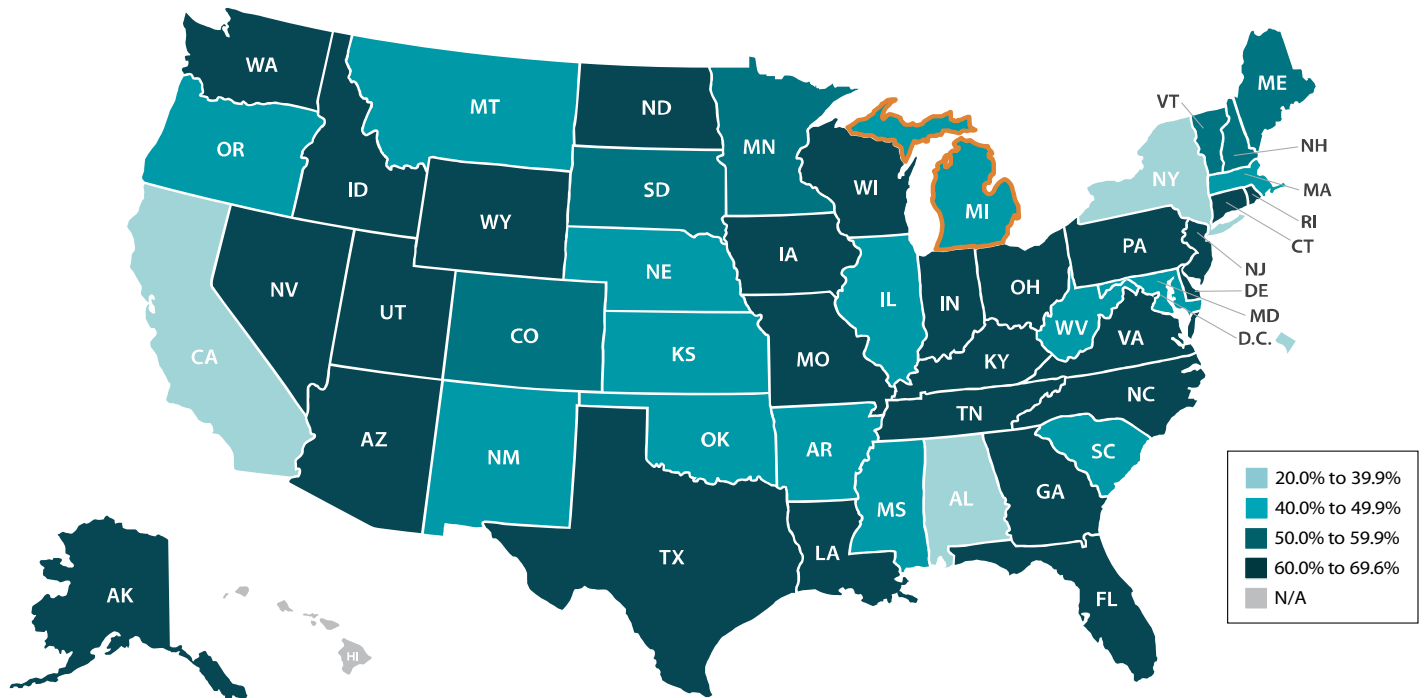 WA
MT
ND
MN
ME
VT
OR
ID
SD
WI
NY
NH
MA
WY
MI
RI
CT
IA
PA
NE
NJ
NV
OH
DE
UT
IL
IN
MD
CO
WV
D.C.
CA
KS
MO
KY
VA
TN
NC
AZ
NM
OK
AR
SC
MS
AL
GA
TX
LA
AK
FL
HI
20.0% to 39.9%
40.0% to 49.9%
50.0% to 59.9%
60.0% to 69.6%
N/A